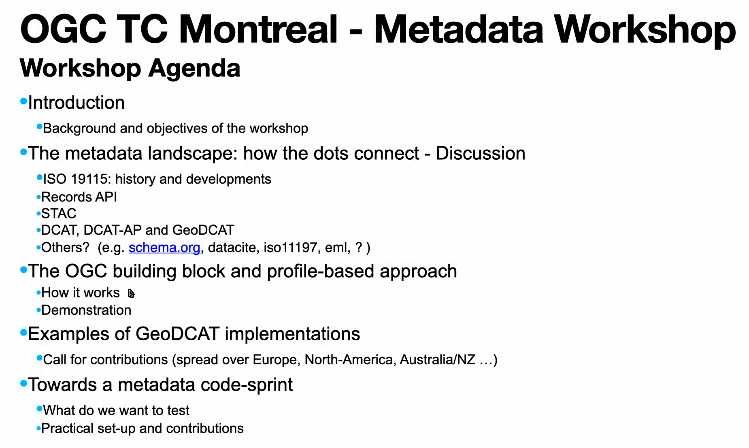 OGC TC Montreal - Metadata Workshop
Workshop Agenda
•Introduction
•Background and objectives of the workshop
•The metadata landscape: how the dots connect - Discussion
•ISO 19115: history and developments
•Records API
•STAC
•DCAT, DCAT-AP and GeoDCAT
•Others? (e.g. schema.org, datacite, iso11197, eml, ? )
•The OGC building block and profile-based approach
•How it works
•Demonstration
•Examples of GeoDCAT implementations
•Call for contributions (spread over Europe, North-America, Australia/NZ …)
•Towards a metadata code-sprint
•What do we want to test
•Practical set-up and contributions